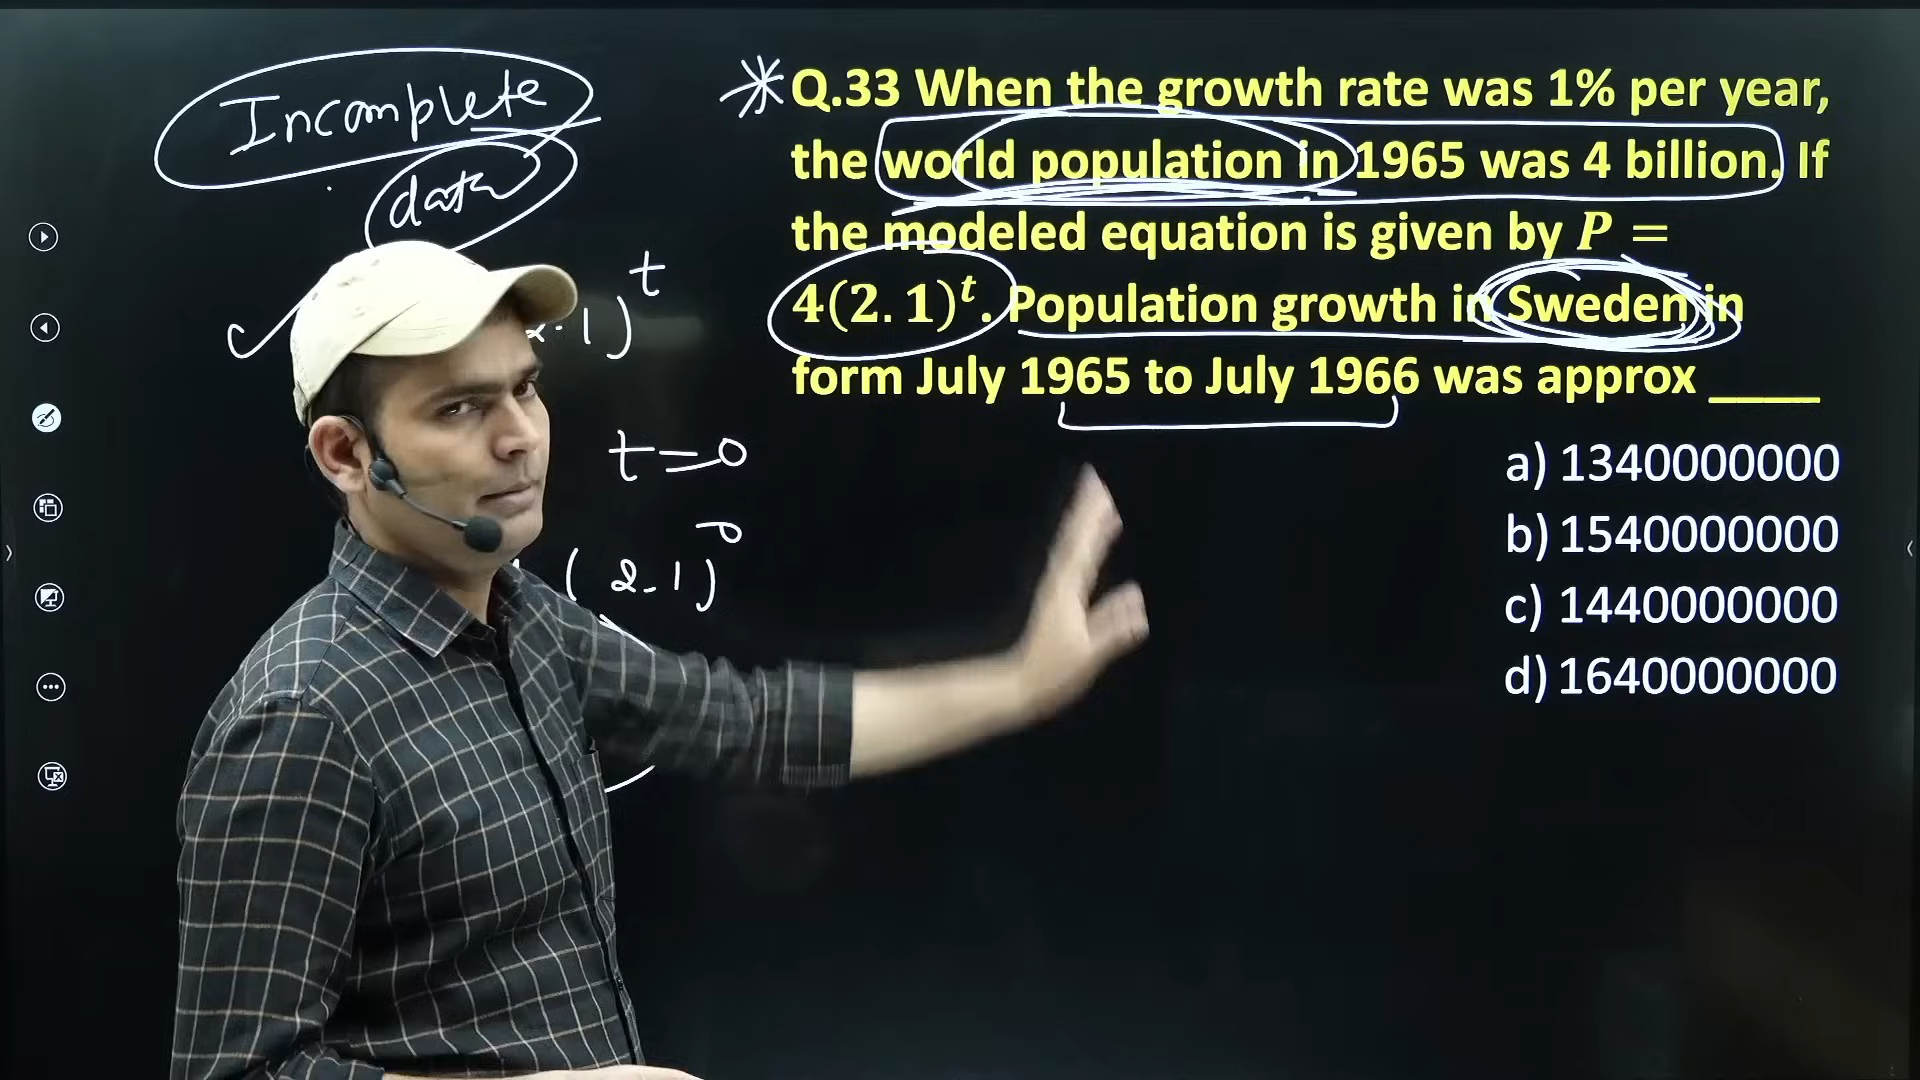 Incomplete
data
*Q.33 When the growth rate was 1% per year,
the world population in 1965 was 4 billion. If
the modeled equation is given by P =
4(2.1)^t. Population growth in Sweden in
form July 1965 to July 1966 was approx ____
.1)^t
t=0
(2.1)^0
a) 1340000000
b) 1540000000
c) 1440000000
d) 1640000000